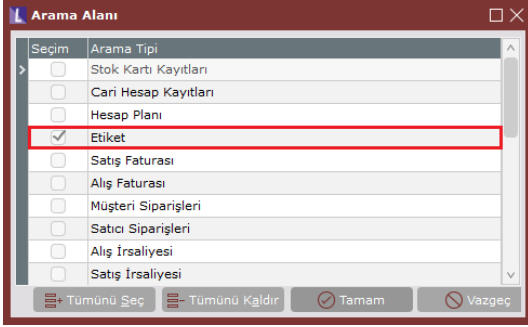 Arama Alanı
Seçim Arama Tipi
Stok Kartı Kayıtları
Cari Hesap Kayıtları
Hesap Planı
Etiket
Satış Faturası
Alış Faturası
Müşteri Siparişleri
Satıcı Siparişleri
Alış İrsaliyesi
Satış İrsaliyesi
Tümünü Seç Tümünü Kaldır Tamam Vazgeç